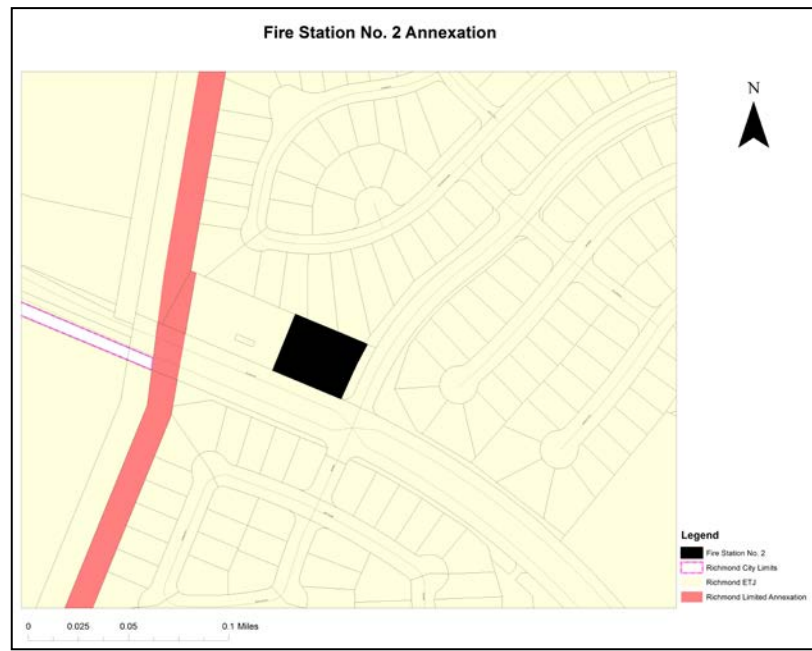 Fire Station No. 2 Annexation
N
Legend
Fire Station No. 2
Richmond City Limits
Richmond ETJ
Richmond Limited Annexation
0 0.025 0.05 0.1 Miles